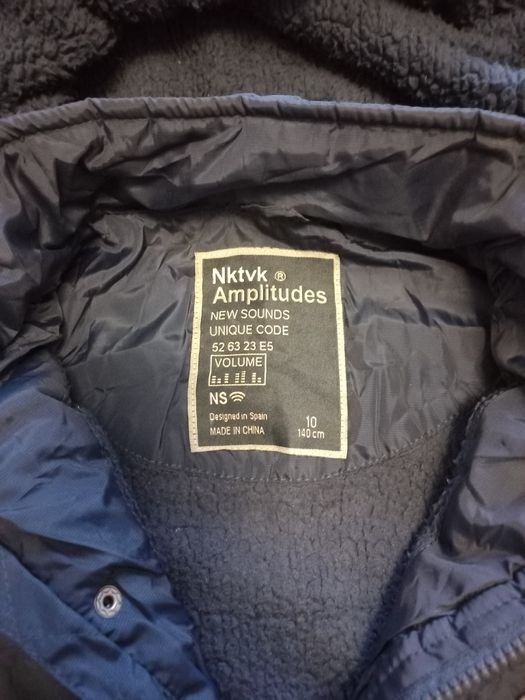 Nktvk ®
Amplitudes
NEW SOUNDS
UNIQUE CODE
52 63 23 E5
VOLUME
NS
Designed in Spain
MADE IN CHINA
10
140 cm